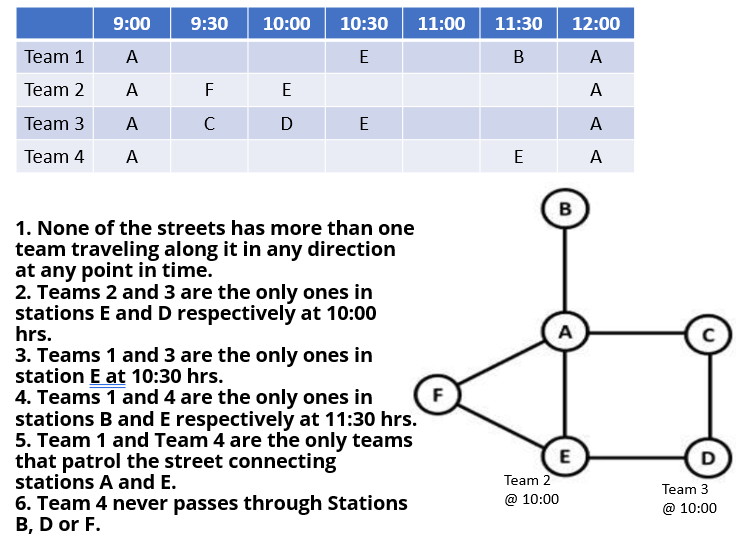 9:00 9:30 10:00 10:30 11:00 11:30 12:00
Team 1 A E B A
Team 2 A F E A
Team 3 A C D E A
Team 4 A E A
1. None of the streets has more than one
team traveling along it in any direction
at any point in time.
2. Teams 2 and 3 are the only ones in
stations E and D respectively at 10:00
hrs.
3. Teams 1 and 3 are the only ones in
station E at 10:30 hrs.
4. Teams 1 and 4 are the only ones in
stations B and E respectively at 11:30 hrs.
5. Team 1 and Team 4 are the only teams
that patrol the street connecting
stations A and E.
6. Team 4 never passes through Stations
B, D or F.
B
A
C
F
E
D
Team 2
@ 10:00
Team 3
@ 10:00